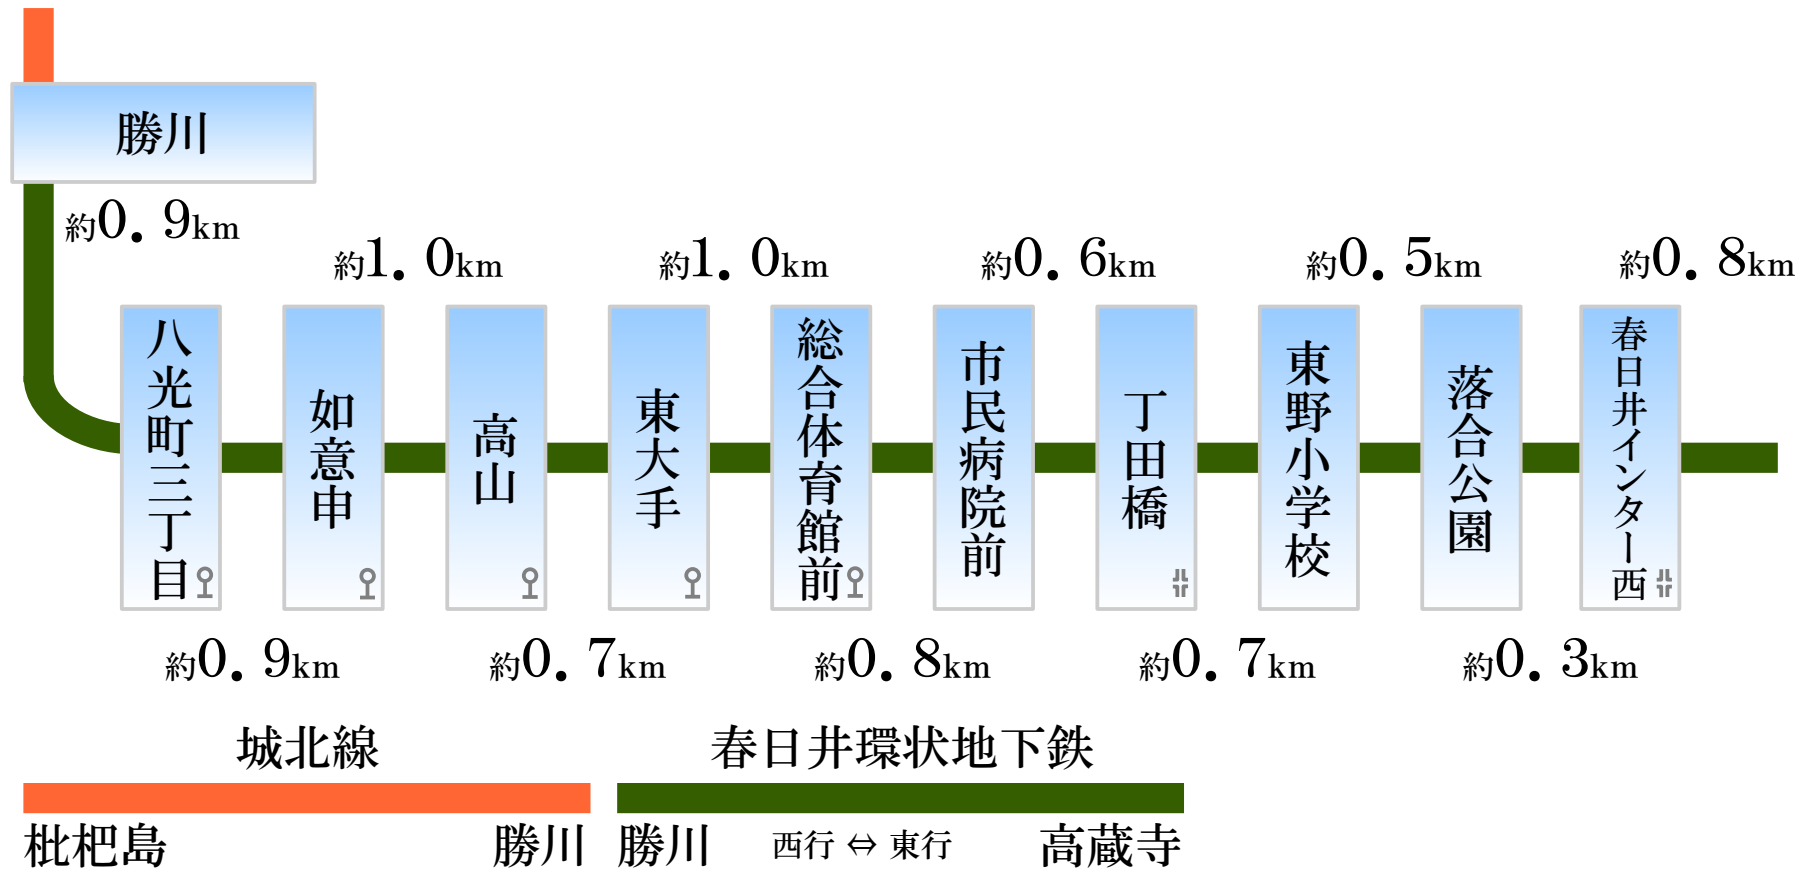 勝川
約0．9km
約1．0km
約1．0km
約0．6km
約0．5km
約0．8km
八光町三丁目
如意申
高山
東大手
総合体育館前
市民病院前
丁田橋
東野小学校
落合公園
春日井インター西
約0．9km
約0．7km
約0．8km
約0．7km
約0．3km
城北線
春日井環状地下鉄
枇杷島
勝川
勝川
西行 ⇔ 東行
高蔵寺